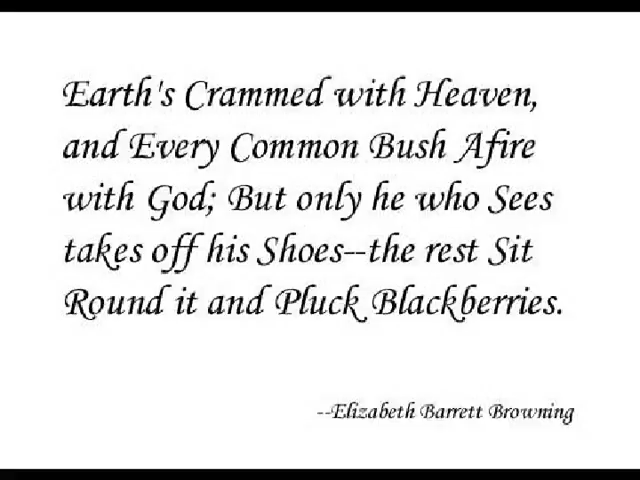 Earth's Crammed with Heaven,
and Every Common Bush Afire
with God; But only he who Sees
takes off his Shoes--the rest Sit
Round it and Pluck Blackberries.
--Elizabeth Barrett Browning